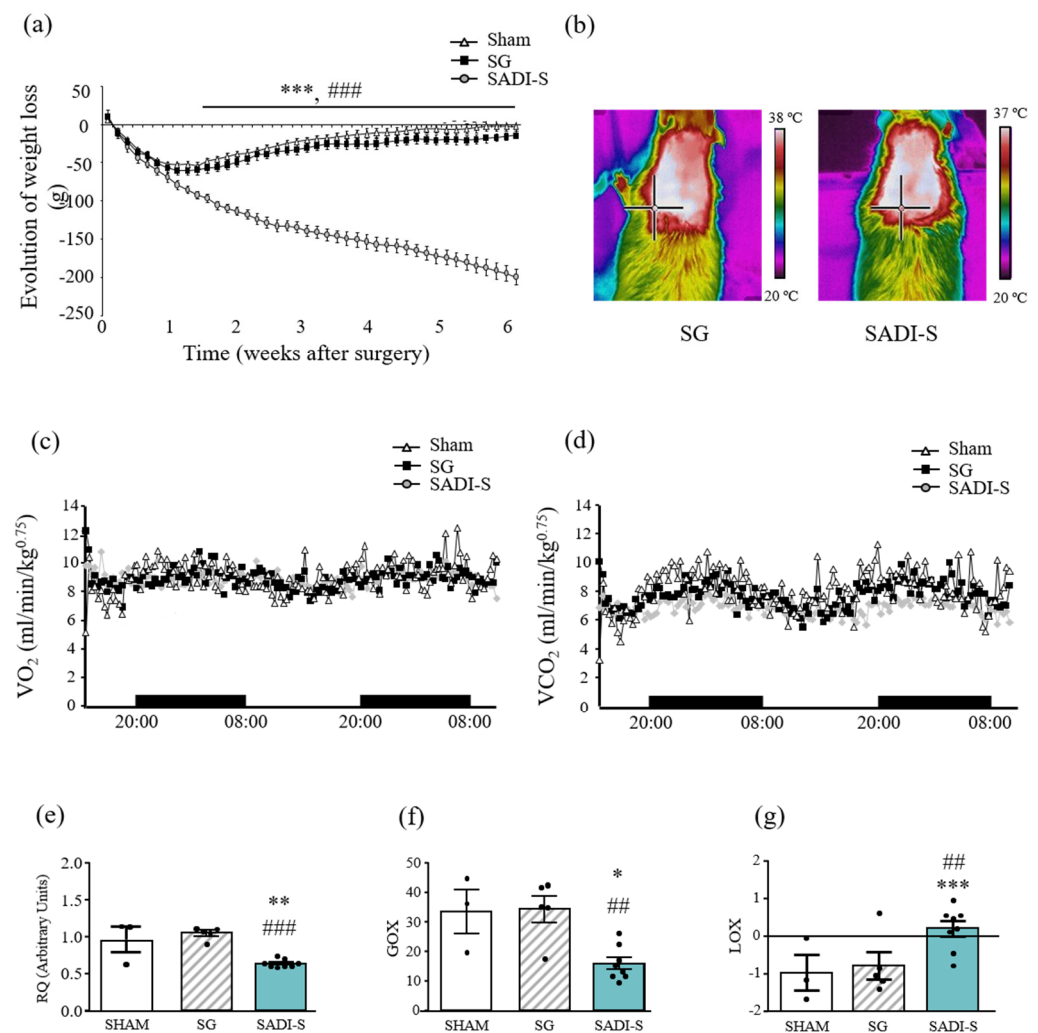 (a)
Sham
SG
SADI-S
***, ###
Evolution of weight loss
(g)
50
0
-50
-100
-150
-200
-250
0 1 2 3 4 5 6
Time (weeks after surgery)
(b)
38 ºC
20 ºC
37 ºC
20 ºC
SG
SADI-S
(c)
Sham
SG
SADI-S
VO2 (ml/min/kg0.75)
14
12
10
8
6
4
2
0
20:00 08:00 20:00 08:00
(d)
Sham
SG
SADI-S
VCO2 (ml/min/kg0.75)
14
12
10
8
6
4
2
0
20:00 08:00 20:00 08:00
(e)
RQ (Arbitrary Units)
2.0
1.5
1.0
0.5
0.0
**
###
SHAM SG SADI-S
(f)
GOX
50
40
30
20
10
0
*
##
SHAM SG SADI-S
(g)
LOX
2
1
0
-1
-2
##
***
SHAM SG SADI-S